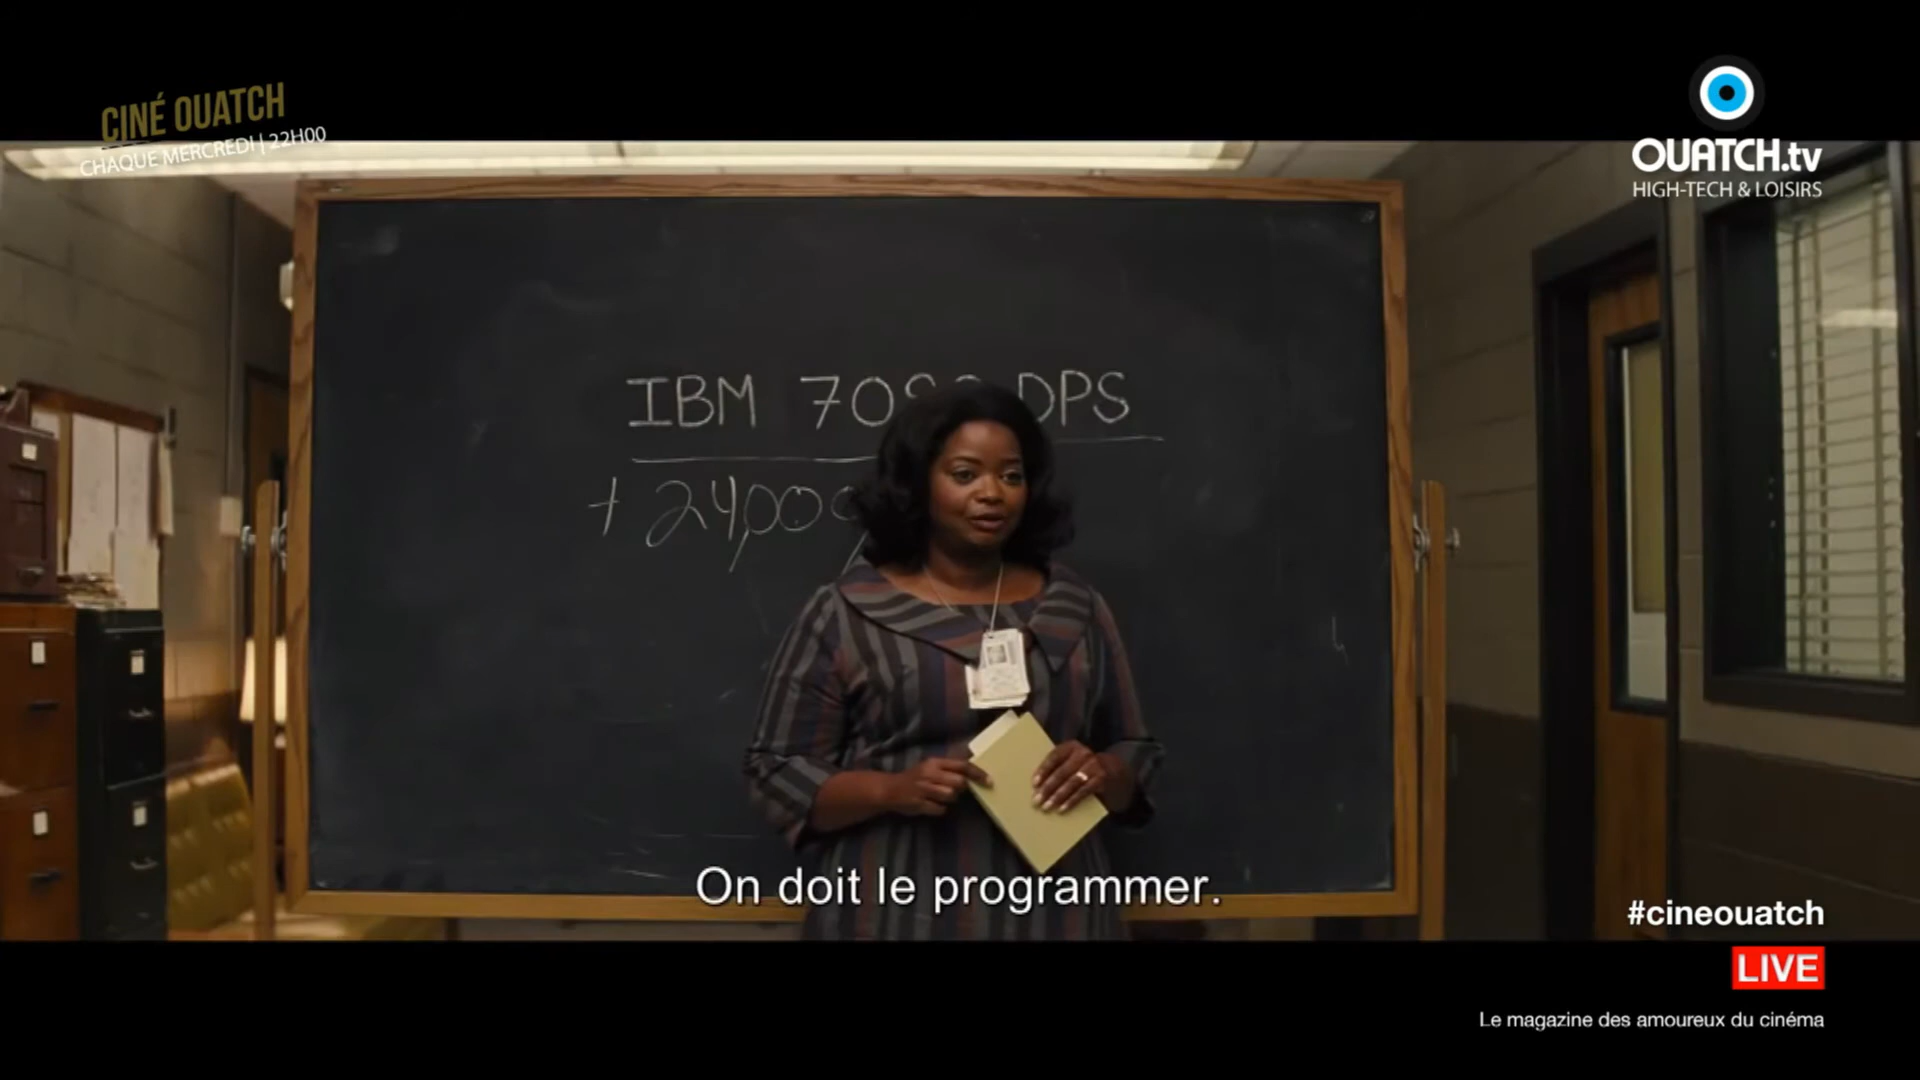 CINÉ OUATCH
CHAQUE MERCREDI | 22H00
OUATCH.tv
HIGH-TECH & LOISIRS
IBM DPS
On doit le programmer.
#cineouatch
LIVE
Le magazine des amoureux du cinéma